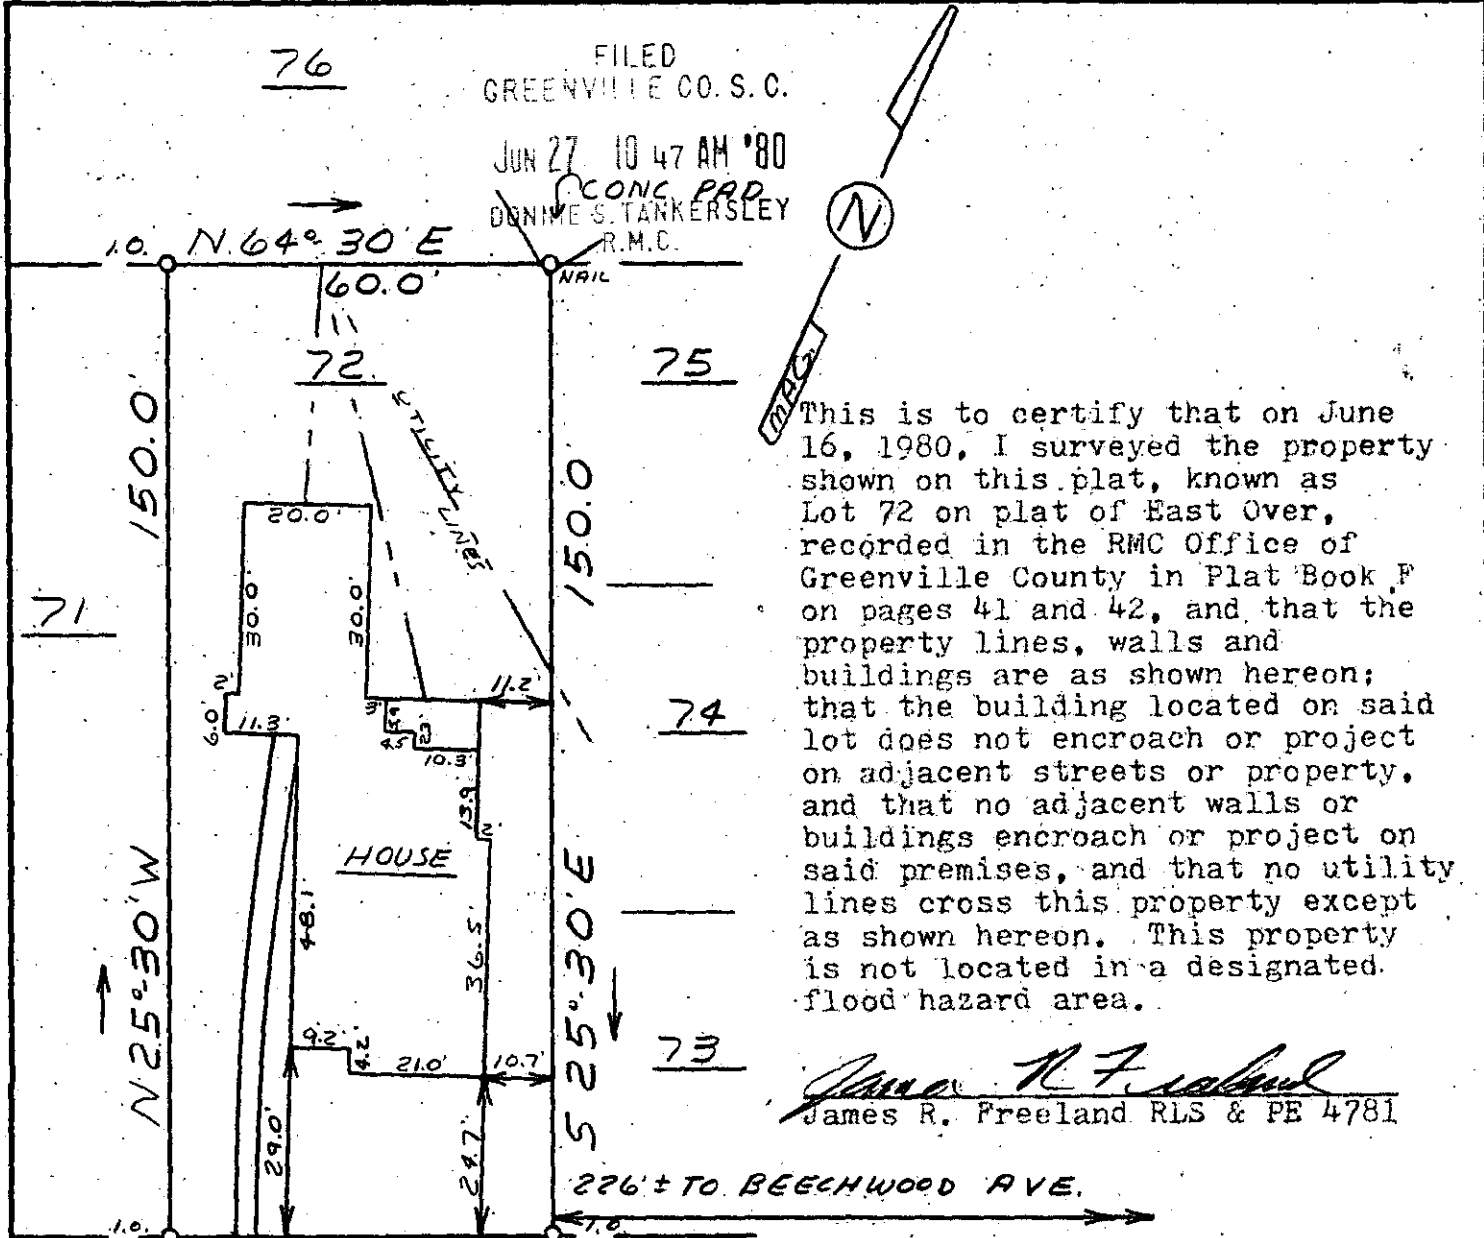 76
FILED
GREENVILLE CO. S. C.
JUN 27 10 47 AM '80
CONC. PAD
DONNIE S. TANKERSLEY
R.M.C.
N
MAG.
I.O. N. 64°-30' E
NAIL
60.0'
72
75
UTILITY LINES
150.0'
150.0'
71
20.0'
30.0'
30.0'
2'
6.0'
11.3'
11.2'
3'
3.9
4.5
2.3
10.3'
13.9
2'
74
HOUSE
48.1'
36.5'
N 25°-30' W
S 25°-30' E
9.2'
4.2'
21.0'
10.7'
73
29.0'
24.7'
226'± TO BEECHWOOD AVE.
I.O.
I.O.
This is to certify that on June
16, 1980, I surveyed the property
shown on this plat, known as
Lot 72 on plat of East Over,
recorded in the RMC Office of
Greenville County in Plat Book F
on pages 41 and 42, and that the
property lines, walls and
buildings are as shown hereon;
that the building located on said
lot does not encroach or project
on adjacent streets or property,
and that no adjacent walls or
buildings encroach or project on
said premises, and that no utility
lines cross this property except
as shown hereon. This property
is not located in a designated
flood hazard area.
James R Freeland
James R. Freeland RLS & PE 4781